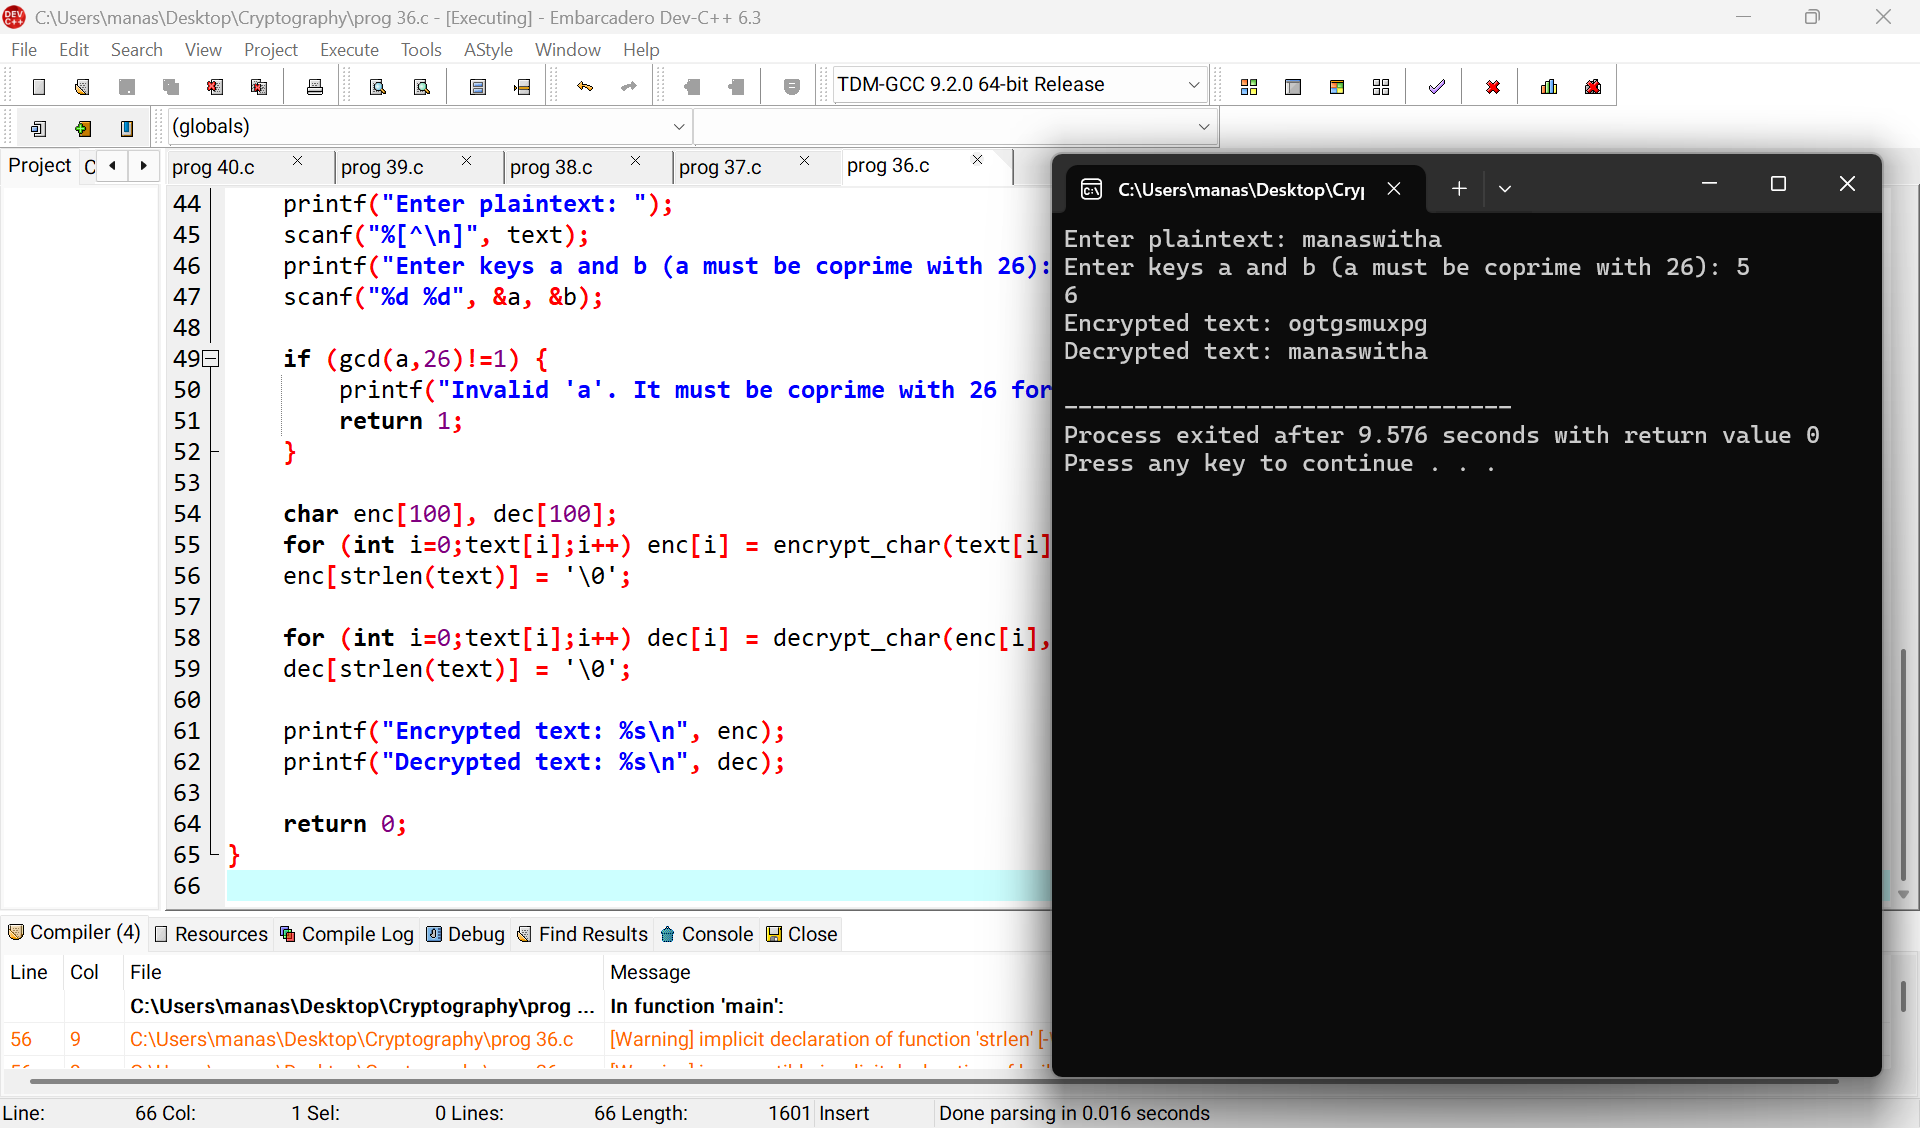 C:\Users\manas\Desktop\Cryptography\prog 36.c - [Executing] - Embarcadero Dev-C++ 6.3
File Edit Search View Project Execute Tools AStyle Window Help
TDM-GCC 9.2.0 64-bit Release
(globals)
Project C
prog 40.c prog 39.c prog 38.c prog 37.c prog 36.c
44 printf("Enter plaintext: ");
45 scanf("%[^\n]", text);
46 printf("Enter keys a and b (a must be coprime with 26):
47 scanf("%d %d", &a, &b);
48
49 if (gcd(a,26)!=1) {
50 printf("Invalid 'a'. It must be coprime with 26 for
51 return 1;
52 }
53
54 char enc[100], dec[100];
55 for (int i=0;text[i];i++) enc[i] = encrypt_char(text[i]
56 enc[strlen(text)] = '\0';
57
58 for (int i=0;text[i];i++) dec[i] = decrypt_char(enc[i],
59 dec[strlen(text)] = '\0';
60
61 printf("Encrypted text: %s\n", enc);
62 printf("Decrypted text: %s\n", dec);
63
64 return 0;
65 }
66
C:\Users\manas\Desktop\Cry
Enter plaintext: manaswitha
Enter keys a and b (a must be coprime with 26): 5
6
Encrypted text: ogtgsmuxpg
Decrypted text: manaswitha
--------------------------------
Process exited after 9.576 seconds with return value 0
Press any key to continue . . .
Compiler (4) Resources Compile Log Debug Find Results Console Close
Line Col File Message
C:\Users\manas\Desktop\Cryptography\prog ... In function 'main':
56 9 C:\Users\manas\Desktop\Cryptography\prog 36.c [Warning] implicit declaration of function 'strlen' [-
Line: 66 Col: 1 Sel: 0 Lines: 66 Length: 1601 Insert Done parsing in 0.016 seconds